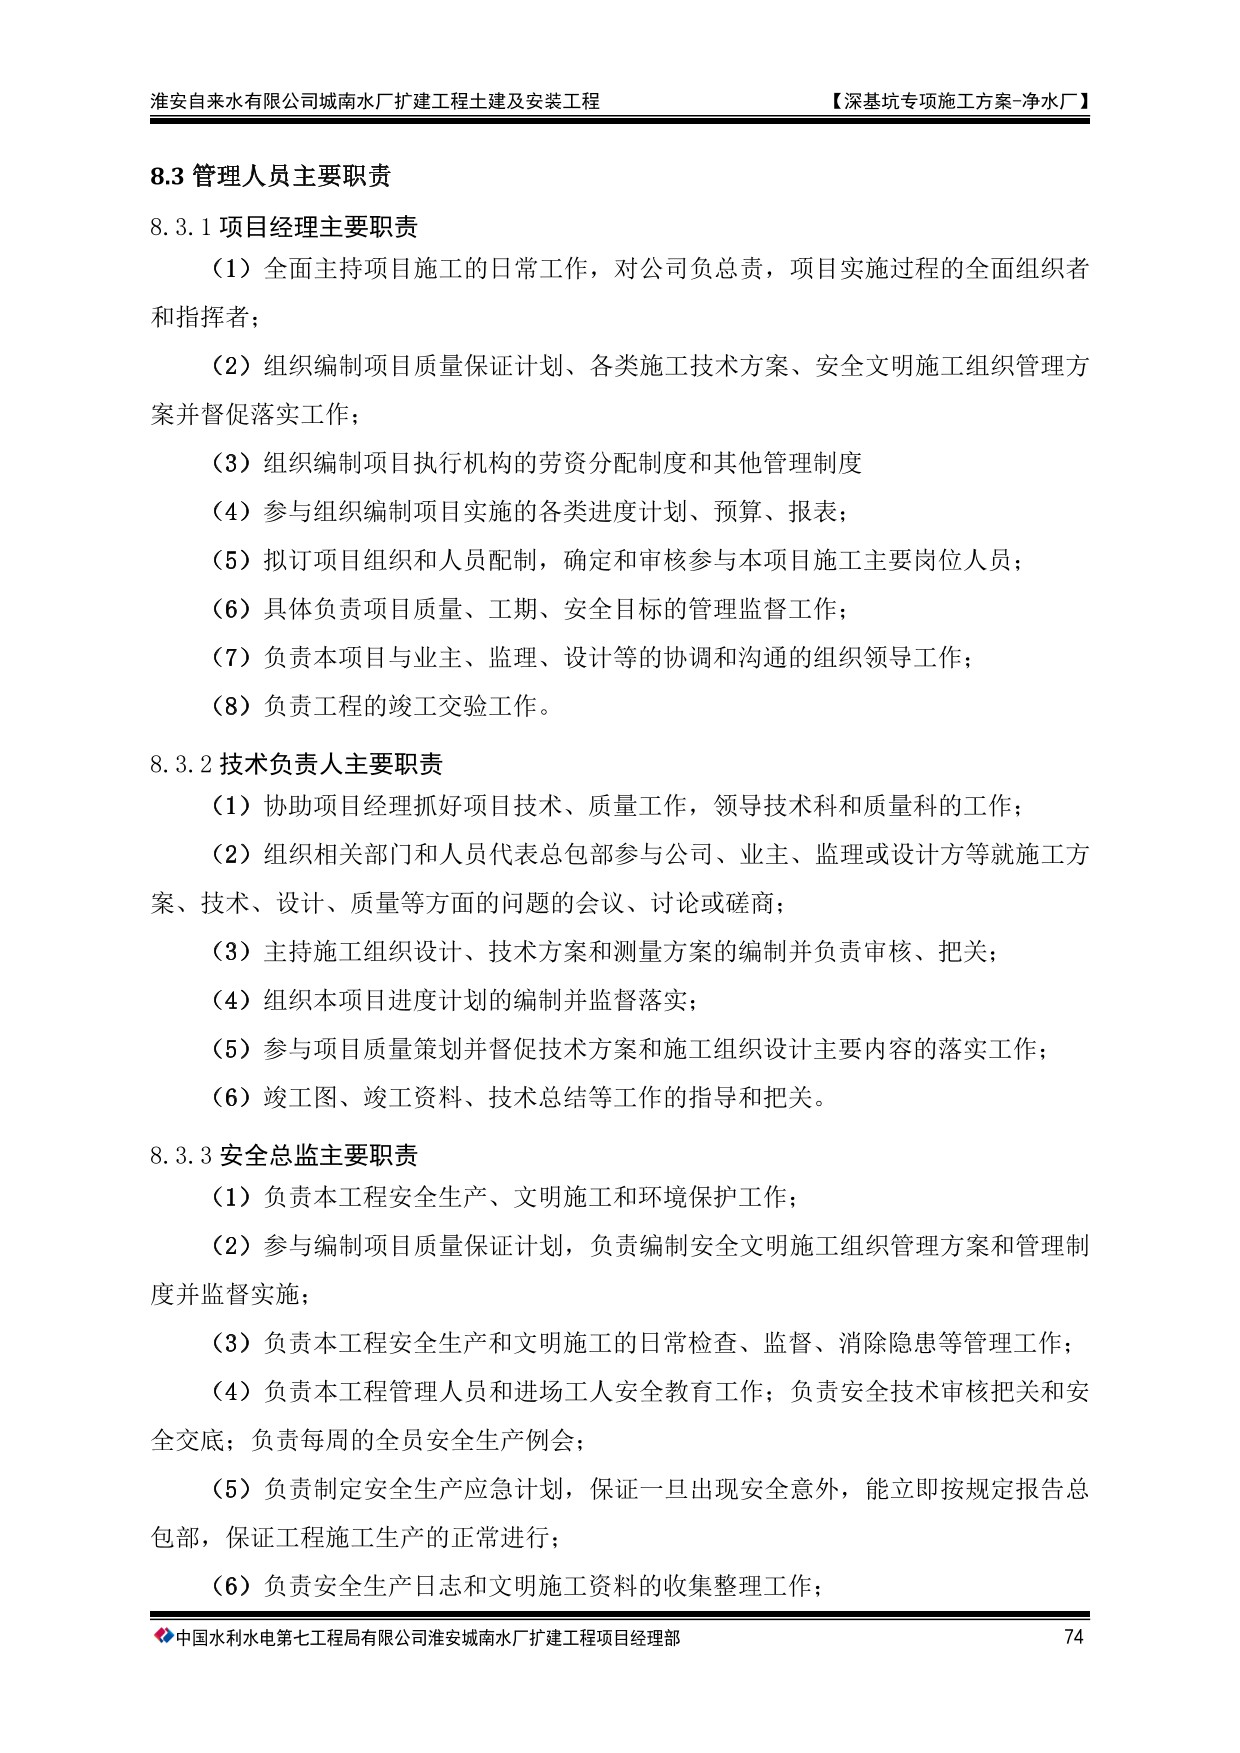 淮安自来水有限公司城南水厂扩建工程土建及安装工程 【深基坑专项施工方案-净水厂】
8.3 管理人员主要职责
8.3.1 项目经理主要职责
（1）全面主持项目施工的日常工作，对公司负总责，项目实施过程的全面组织者
和指挥者；
（2）组织编制项目质量保证计划、各类施工技术方案、安全文明施工组织管理方
案并督促落实工作；
（3）组织编制项目执行机构的劳资分配制度和其他管理制度
（4）参与组织编制项目实施的各类进度计划、预算、报表；
（5）拟订项目组织和人员配制，确定和审核参与本项目施工主要岗位人员；
（6）具体负责项目质量、工期、安全目标的管理监督工作；
（7）负责本项目与业主、监理、设计等的协调和沟通的组织领导工作；
（8）负责工程的竣工交验工作。
8.3.2 技术负责人主要职责
（1）协助项目经理抓好项目技术、质量工作，领导技术科和质量科的工作；
（2）组织相关部门和人员代表总包部参与公司、业主、监理或设计方等就施工方
案、技术、设计、质量等方面的问题的会议、讨论或磋商；
（3）主持施工组织设计、技术方案和测量方案的编制并负责审核、把关；
（4）组织本项目进度计划的编制并监督落实；
（5）参与项目质量策划并督促技术方案和施工组织设计主要内容的落实工作；
（6）竣工图、竣工资料、技术总结等工作的指导和把关。
8.3.3 安全总监主要职责
（1）负责本工程安全生产、文明施工和环境保护工作；
（2）参与编制项目质量保证计划，负责编制安全文明施工组织管理方案和管理制
度并监督实施；
（3）负责本工程安全生产和文明施工的日常检查、监督、消除隐患等管理工作；
（4）负责本工程管理人员和进场工人安全教育工作；负责安全技术审核把关和安
全交底；负责每周的全员安全生产例会；
（5）负责制定安全生产应急计划，保证一旦出现安全意外，能立即按规定报告总
包部，保证工程施工生产的正常进行；
（6）负责安全生产日志和文明施工资料的收集整理工作；
中国水利水电第七工程局有限公司淮安城南水厂扩建工程项目经理部 74